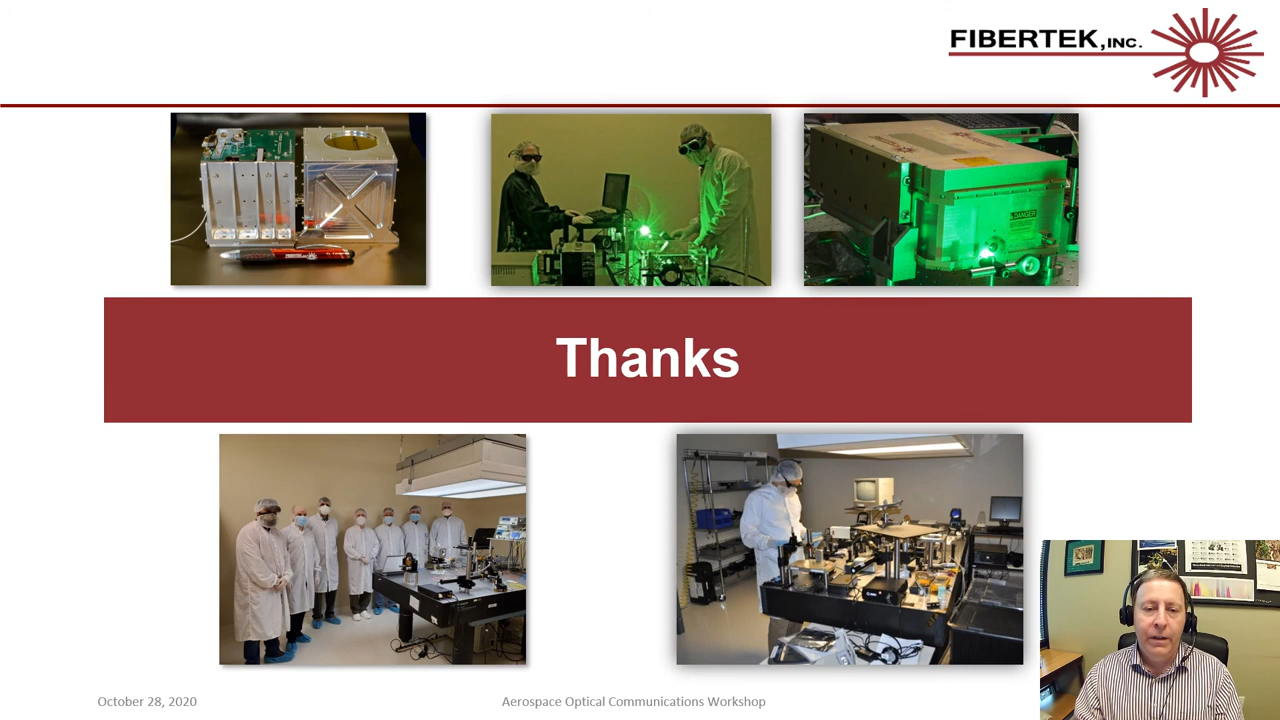 FIBERTEK, INC.
DANGER
Thanks
October 28, 2020
Aerospace Optical Communications Workshop